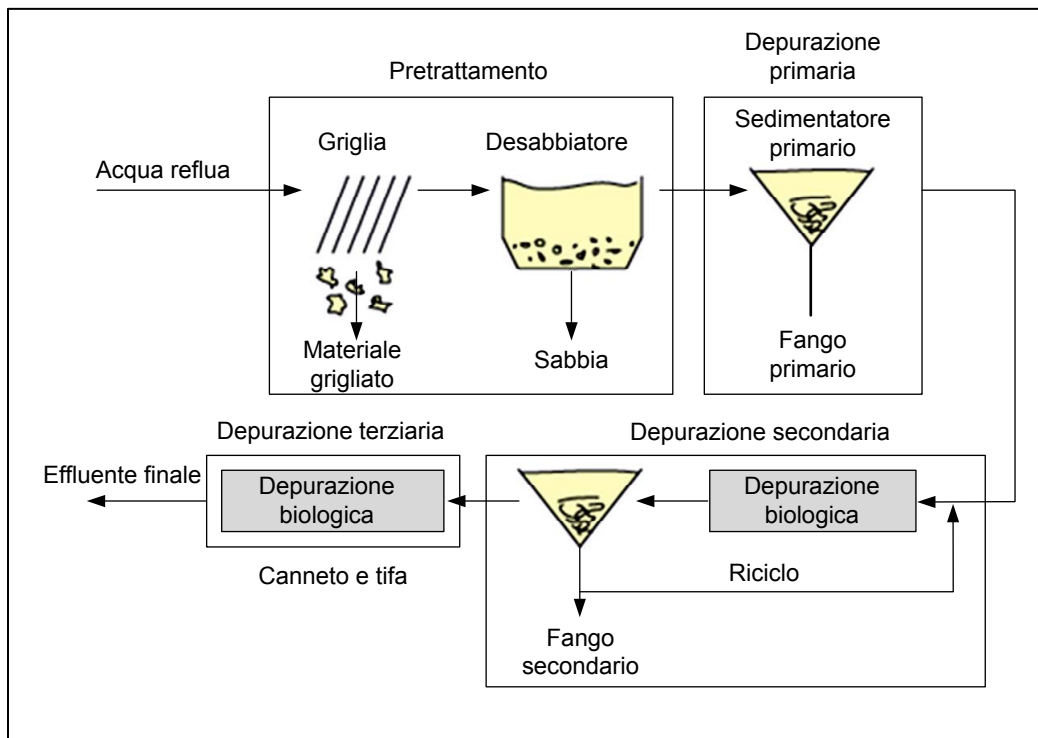 Depurazione
primaria
Pretrattamento
Griglia
Desabbiatore
Sedimentatore
primario
Acqua reflua
Materiale
grigliato
Sabbia
Fango
primario
Depurazione terziaria
Depurazione secondaria
Effluente finale
Depurazione
biologica
Depurazione
biologica
Canneto e tifa
Riciclo
Fango
secondario